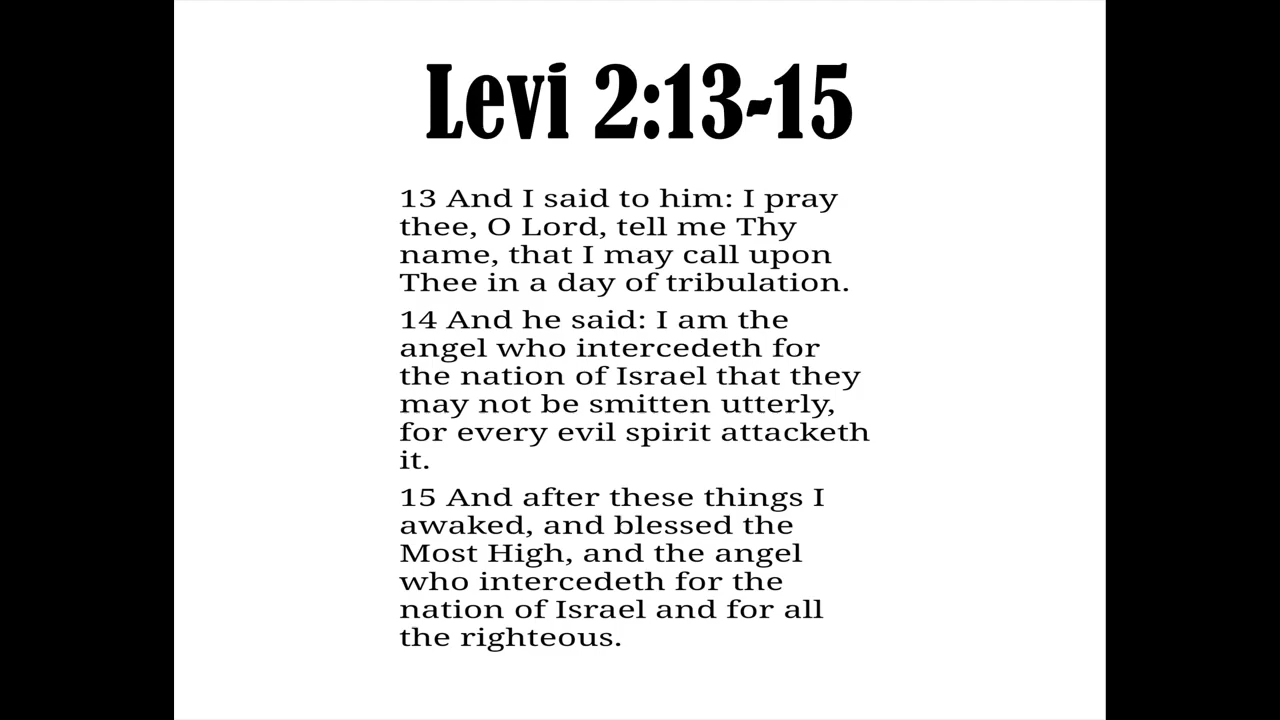 Levi 2:13-15
13 And I said to him: I pray
thee, O Lord, tell me Thy
name, that I may call upon
Thee in a day of tribulation.
14 And he said: I am the
angel who intercedeth for
the nation of Israel that they
may not be smitten utterly,
for every evil spirit attacketh
it.
15 And after these things I
awaked, and blessed the
Most High, and the angel
who intercedeth for the
nation of Israel and for all
the righteous.